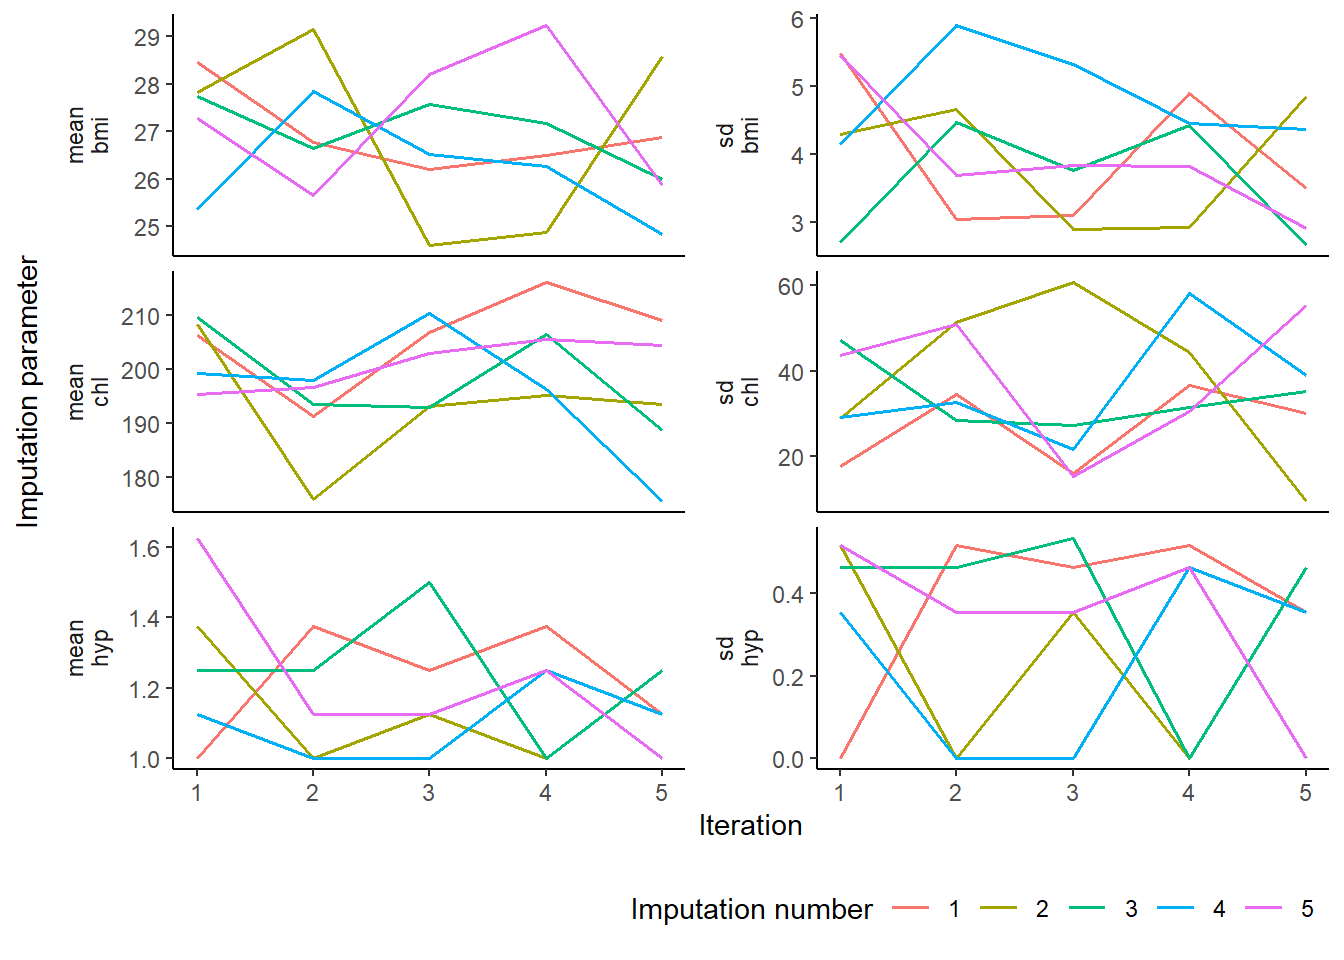 Imputation parameter
mean
bmi
29
28
27
26
25
sd
bmi
6
5
4
3
mean
chl
210
200
190
180
sd
chl
60
40
20
mean
hyp
1.6
1.4
1.2
1.0
sd
hyp
0.4
0.2
0.0
1 2 3 4 5
1 2 3 4 5
Iteration
Imputation number 1 2 3 4 5